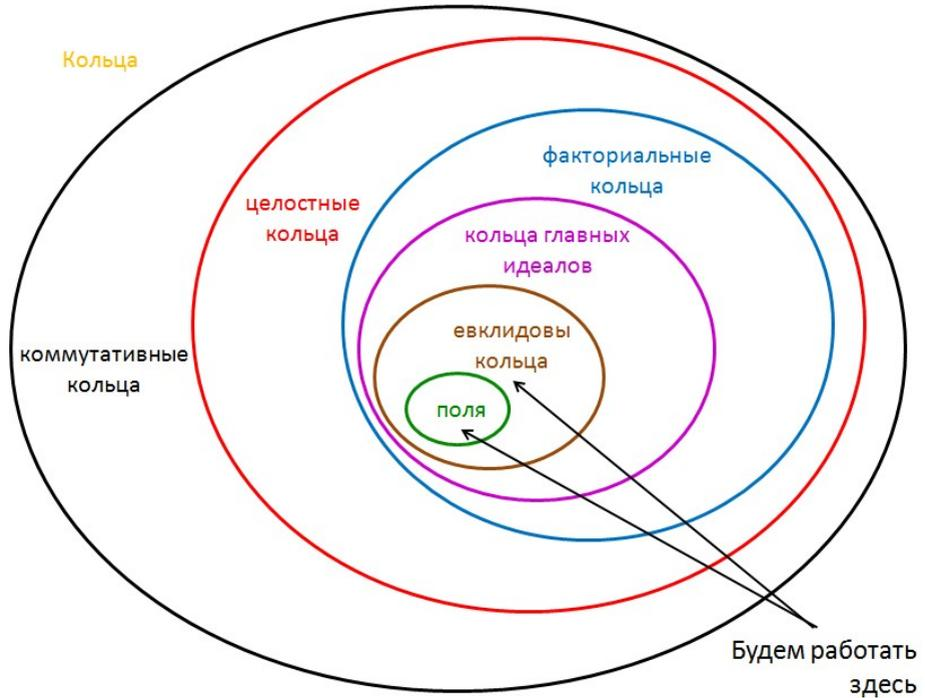 Кольца
факториальные
кольца
целостные
кольца
кольца главных
идеалов
евклидовы
кольца
коммутативные
кольца
поля
Будем работать
здесь